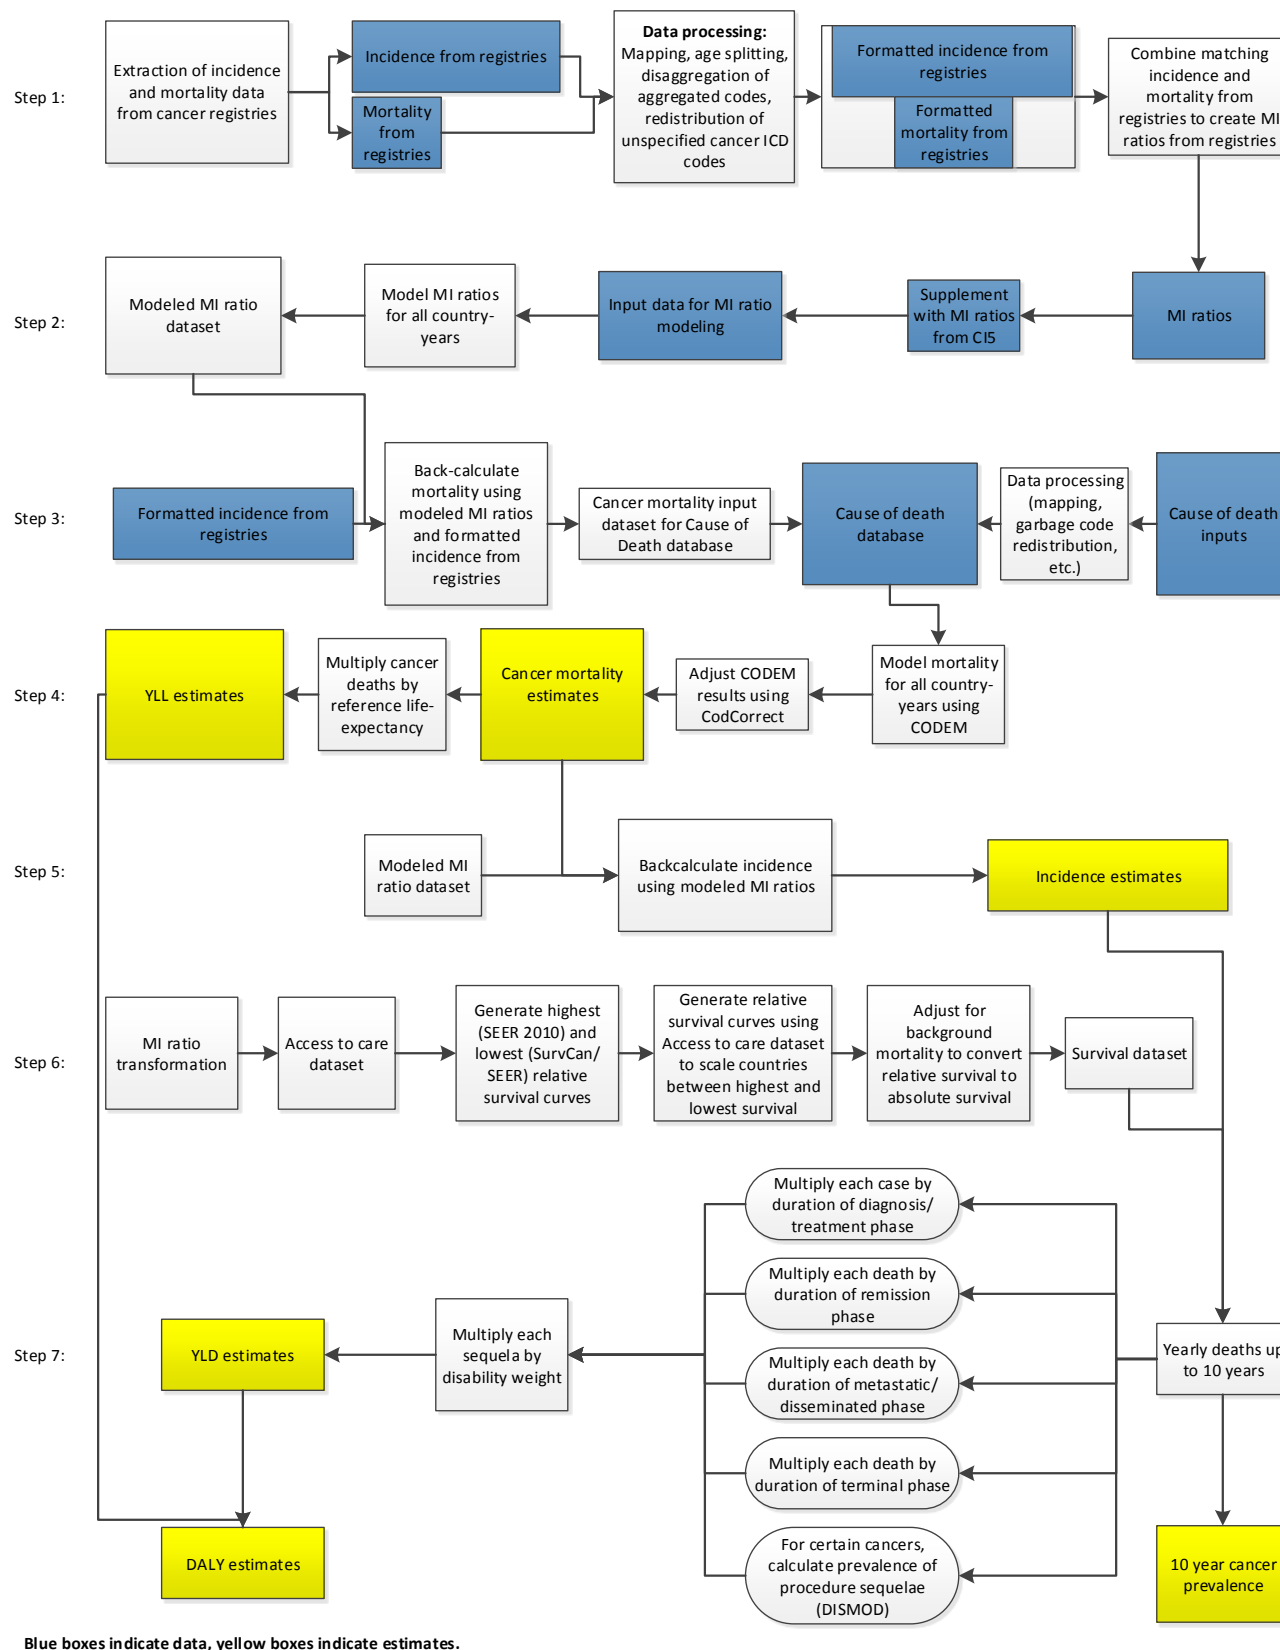 Step 1:
Extraction of incidence
and mortality data
from cancer registries
Incidence from registries
Mortality
from
registries
Data processing:
Mapping, age splitting,
disaggregation of
aggregated codes,
redistribution of
unspecified cancer ICD
codes
Formatted incidence from
registries
Formatted
mortality from
registries
Combine matching
incidence and
mortality from
registries to create MI
ratios from registries
Step 2:
Modeled MI ratio
dataset
Model MI ratios
for all country-
years
Input data for MI ratio
modeling
Supplement
with MI ratios
from CI5
MI ratios
Step 3:
Formatted incidence from
registries
Back-calculate
mortality using
modeled MI ratios
and formatted
incidence from
registries
Cancer mortality input
dataset for Cause of
Death database
Cause of death
database
Data processing
(mapping,
garbage code
redistribution,
etc.)
Cause of death
inputs
Step 4:
YLL estimates
Multiply cancer
deaths by
reference life-
expectancy
Cancer mortality
estimates
Adjust CODEM
results using
CodCorrect
Model mortality
for all country-
years using
CODEM
Step 5:
Modeled MI
ratio dataset
Backcalculate incidence
using modeled MI ratios
Incidence estimates
Step 6:
MI ratio
transformation
Access to care
dataset
Generate highest
(SEER 2010) and
lowest (SurvCan/
SEER) relative
survival curves
Generate relative
survival curves using
Access to care dataset
to scale countries
between highest and
lowest survival
Adjust for
background
mortality to convert
relative survival to
absolute survival
Survival dataset
Step 7:
YLD estimates
Multiply each
sequela by
disability weight
Multiply each case by
duration of diagnosis/
treatment phase
Multiply each death by
duration of remission
phase
Multiply each death by
duration of metastatic/
disseminated phase
Multiply each death by
duration of terminal phase
For certain cancers,
calculate prevalence of
procedure sequelae
(DISMOD)
Yearly deaths up
to 10 years
DALY estimates
10 year cancer
prevalence
Blue boxes indicate data, yellow boxes indicate estimates.